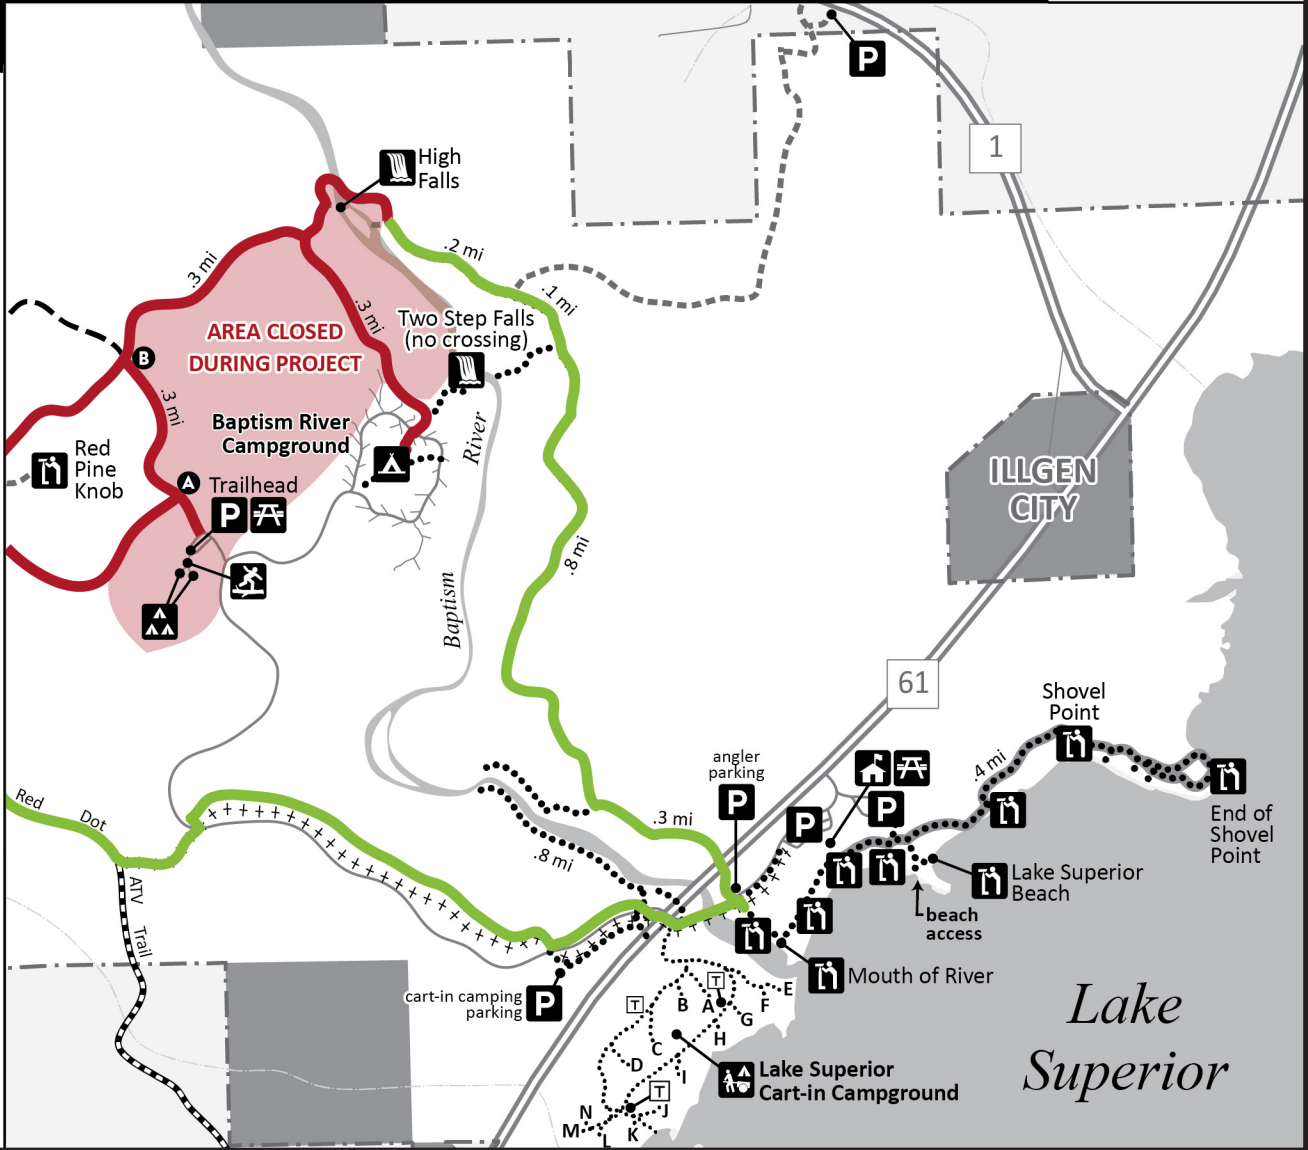 P
1
High
Falls
.2 mi
.3 mi
.1 mi
.3 mi
Two Step Falls
(no crossing)
AREA CLOSED
DURING PROJECT
B
.3 mi
Baptism River
Campground
River
Red
Pine
Knob
A
Trailhead
P
ILLGEN
CITY
.8 mi
Baptism
61
Shovel
Point
angler
parking
P
.4 mi
P
P
End of
Shovel
Point
Red
Dot
.3 mi
.8 mi
Lake Superior
Beach
beach
access
ATV
Trail
Mouth of River
cart-in camping
parking
P
T
T
B
A
E
F
G
H
C
D
I
Lake Superior
Cart-in Campground
T
J
N
M
L
K
Lake
Superior